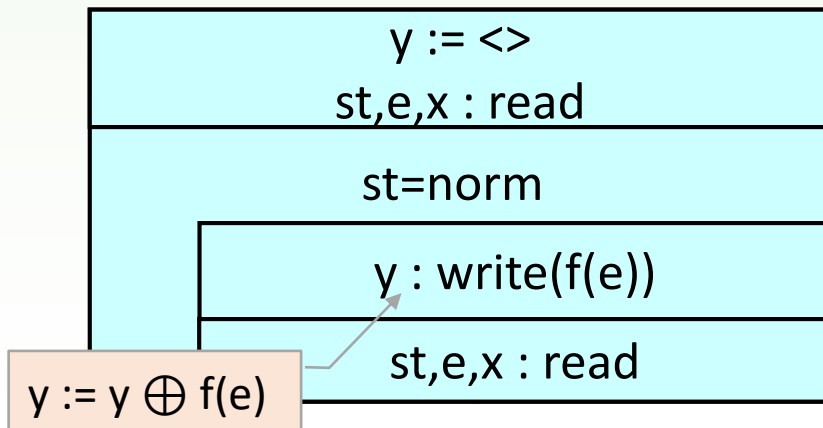 y := <>
st,e,x : read
st=norm
y : write(f(e))
st,e,x : read
y := y ⊕ f(e)